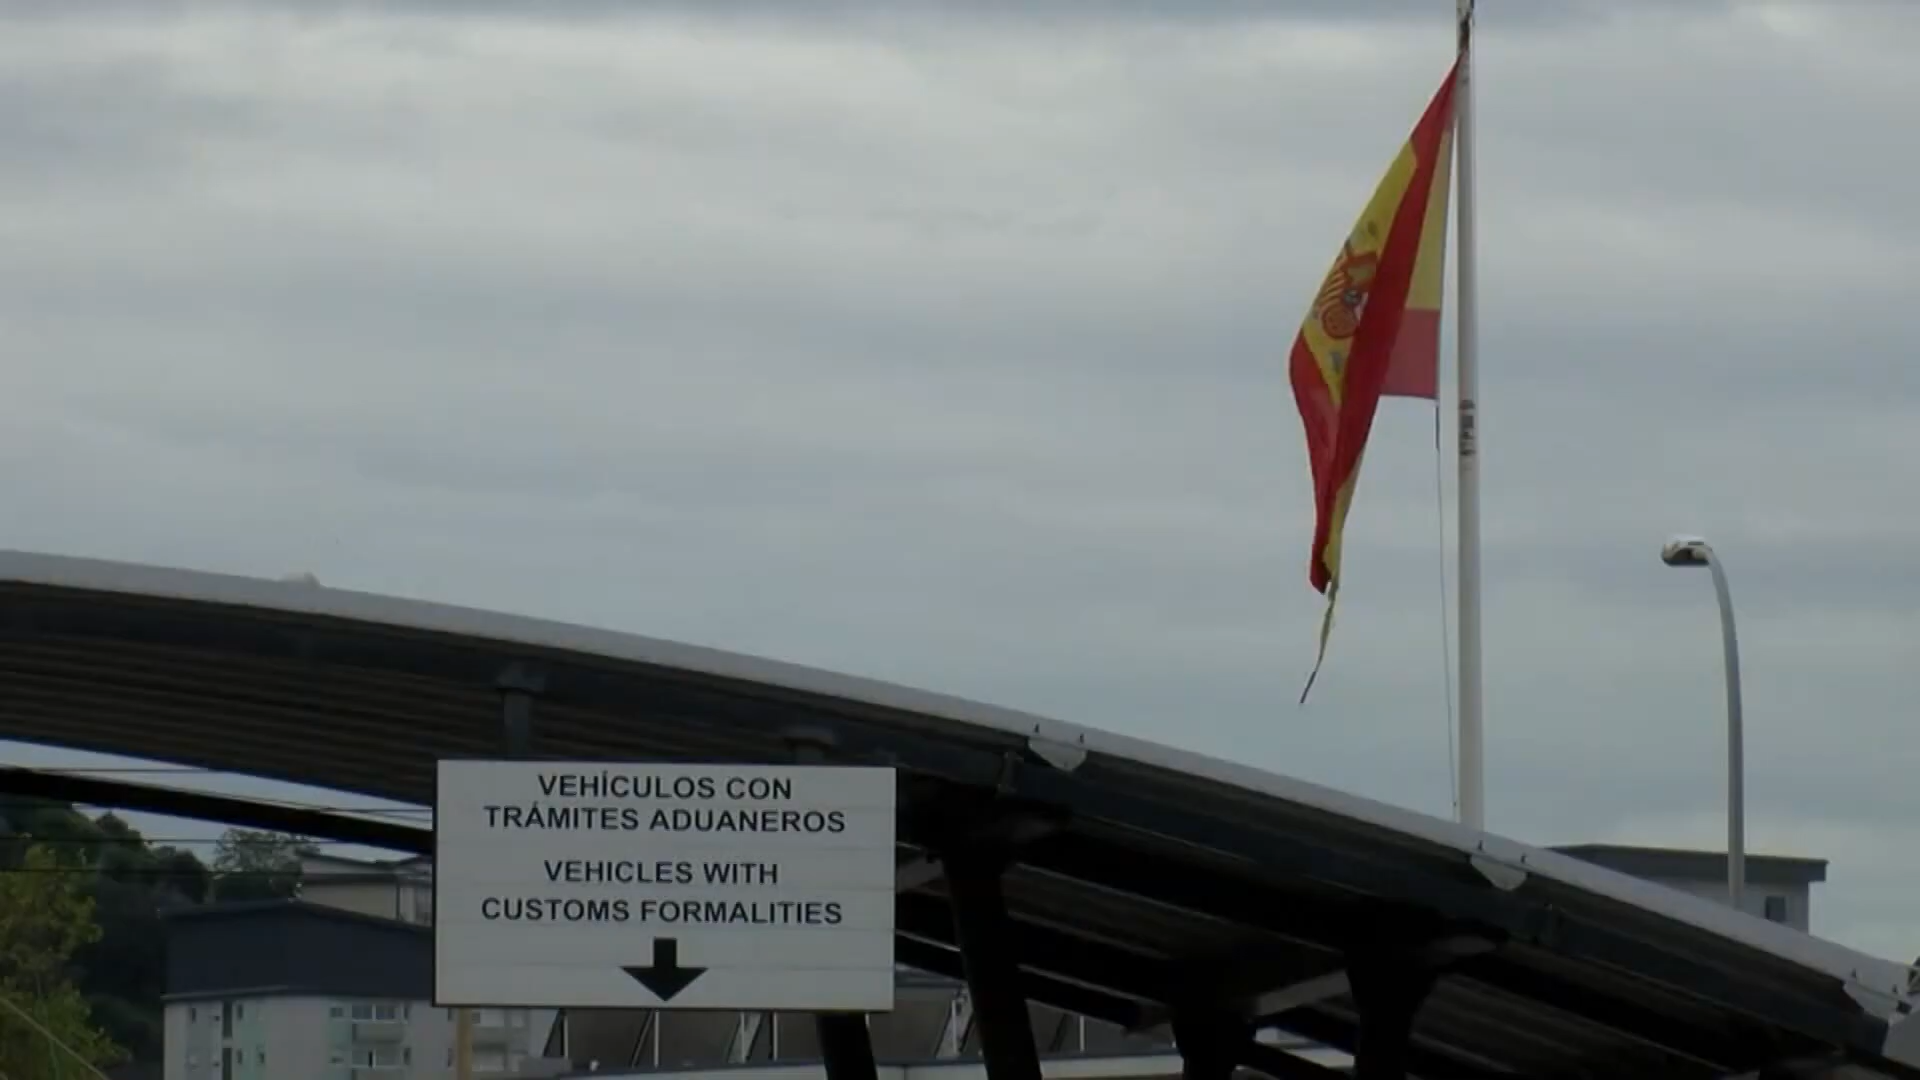 VEHÍCULOS CON
TRÁMITES ADUANEROS
VEHICLES WITH
CUSTOMS FORMALITIES